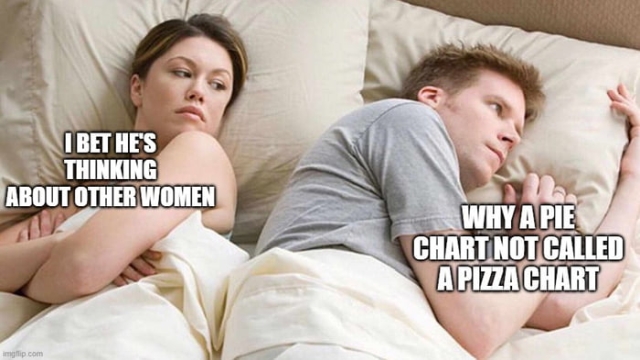 I BET HE'S
THINKING
ABOUT OTHER WOMEN
WHY A PIE
CHART NOT CALLED
A PIZZA CHART
imgflip.com